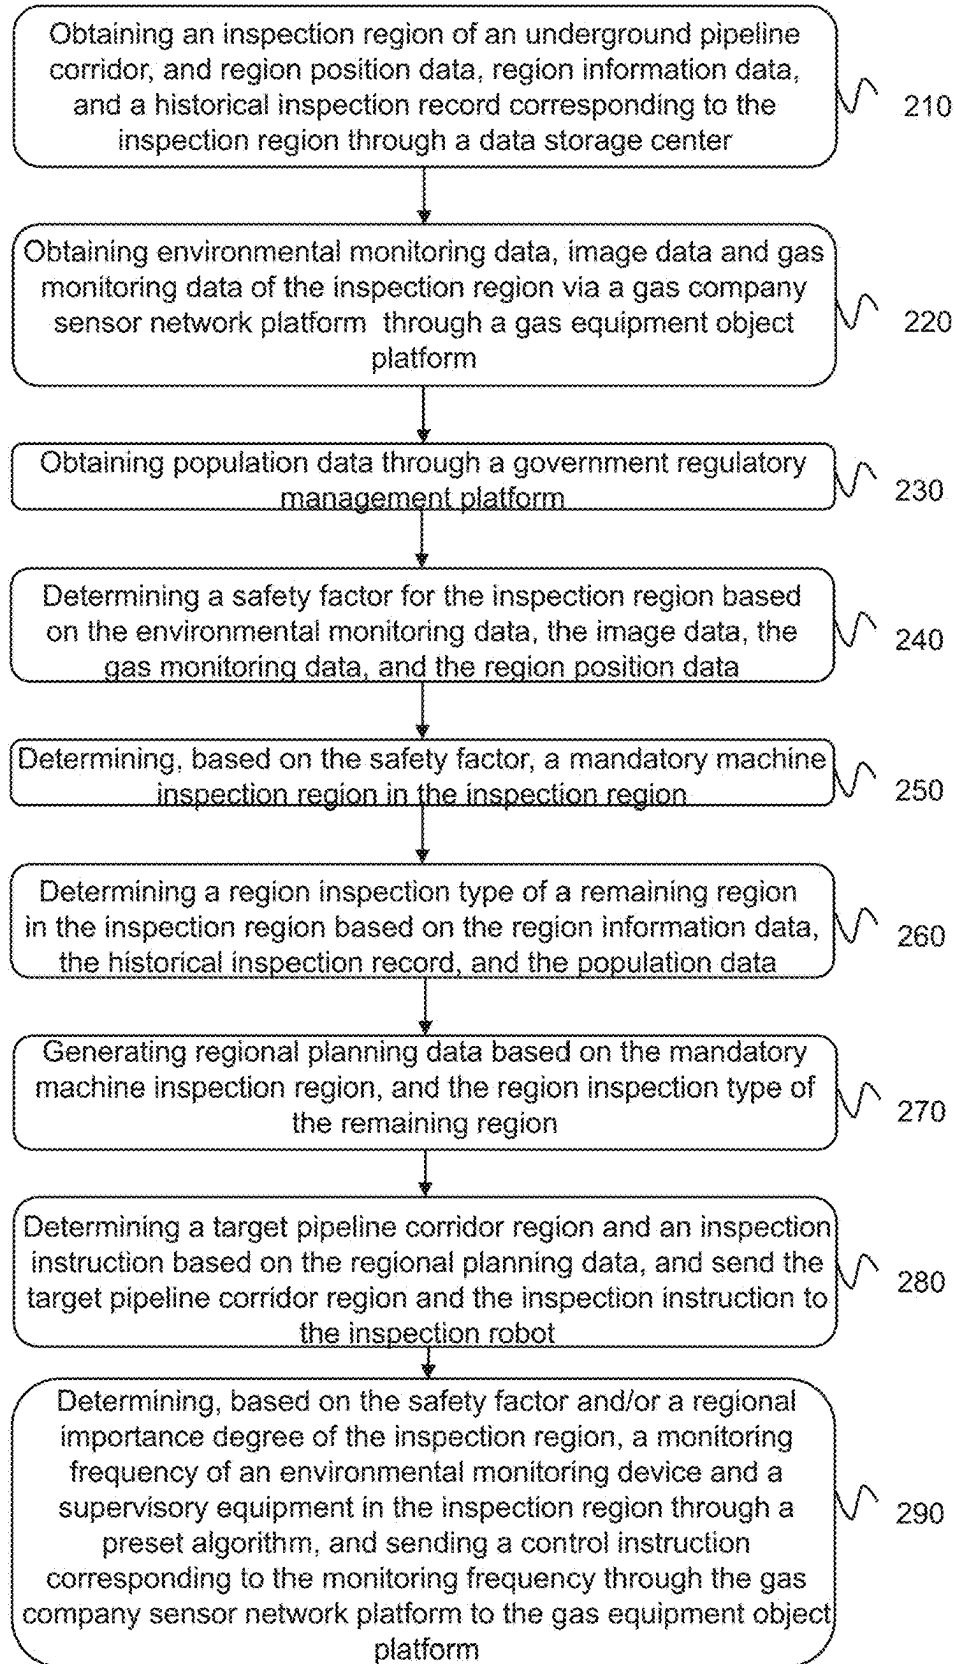 Obtaining an inspection region of an underground pipeline
corridor, and region position data, region information data,
and a historical inspection record corresponding to the
inspection region through a data storage center
210
Obtaining environmental monitoring data, image data and gas
monitoring data of the inspection region via a gas company
sensor network platform through a gas equipment object
platform
220
Obtaining population data through a government regulatory
management platform
230
Determining a safety factor for the inspection region based
on the environmental monitoring data, the image data, the
gas monitoring data, and the region position data
240
Determining, based on the safety factor, a mandatory machine
inspection region in the inspection region
250
Determining a region inspection type of a remaining region
in the inspection region based on the region information data,
the historical inspection record, and the population data
260
Generating regional planning data based on the mandatory
machine inspection region, and the region inspection type of
the remaining region
270
Determining a target pipeline corridor region and an inspection
instruction based on the regional planning data, and send the
target pipeline corridor region and the inspection instruction to
the inspection robot
280
Determining, based on the safety factor and/or a regional
importance degree of the inspection region, a monitoring
frequency of an environmental monitoring device and a
supervisory equipment in the inspection region through a
preset algorithm, and sending a control instruction
corresponding to the monitoring frequency through the gas
company sensor network platform to the gas equipment object
platform
290